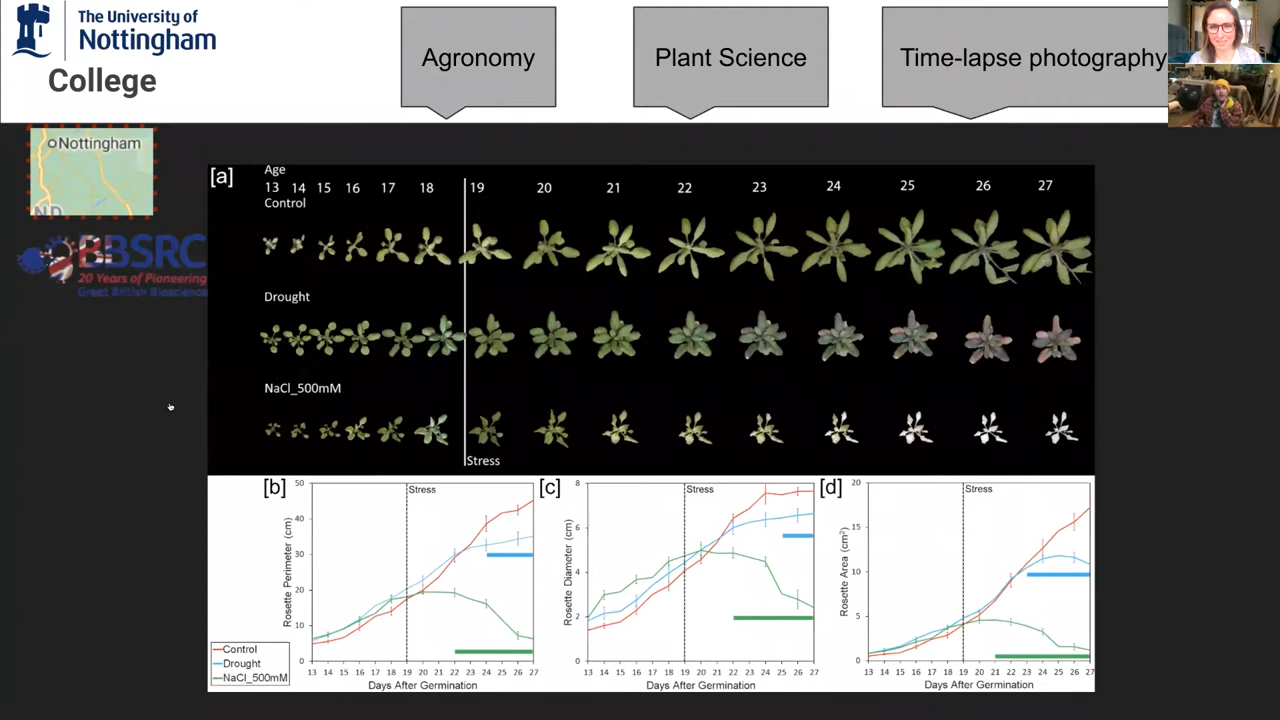 The University of
Nottingham
College
Agronomy
Plant Science
Time-lapse photography
Nottingham
BBSRC
20 Years of Pioneering
Great British Bioscience
[a]
Age
13 14 15 16 17 18 19 20 21 22 23 24 25 26 27
Control
Drought
NaCl_500mM
Stress
[b]
50
40
30
20
10
0
Rosette Perimeter (cm)
Stress
13 14 15 16 17 18 19 20 21 22 23 24 25 26 27
Days After Germination
Control
Drought
NaCl_500mM
[c]
8
6
4
2
0
Rosette Diameter (cm)
Stress
13 14 15 16 17 18 19 20 21 22 23 24 25 26 27
Days After Germination
[d]
20
15
10
5
0
Rosette Area (cm²)
Stress
13 14 15 16 17 18 19 20 21 22 23 24 25 26 27
Days After Germination